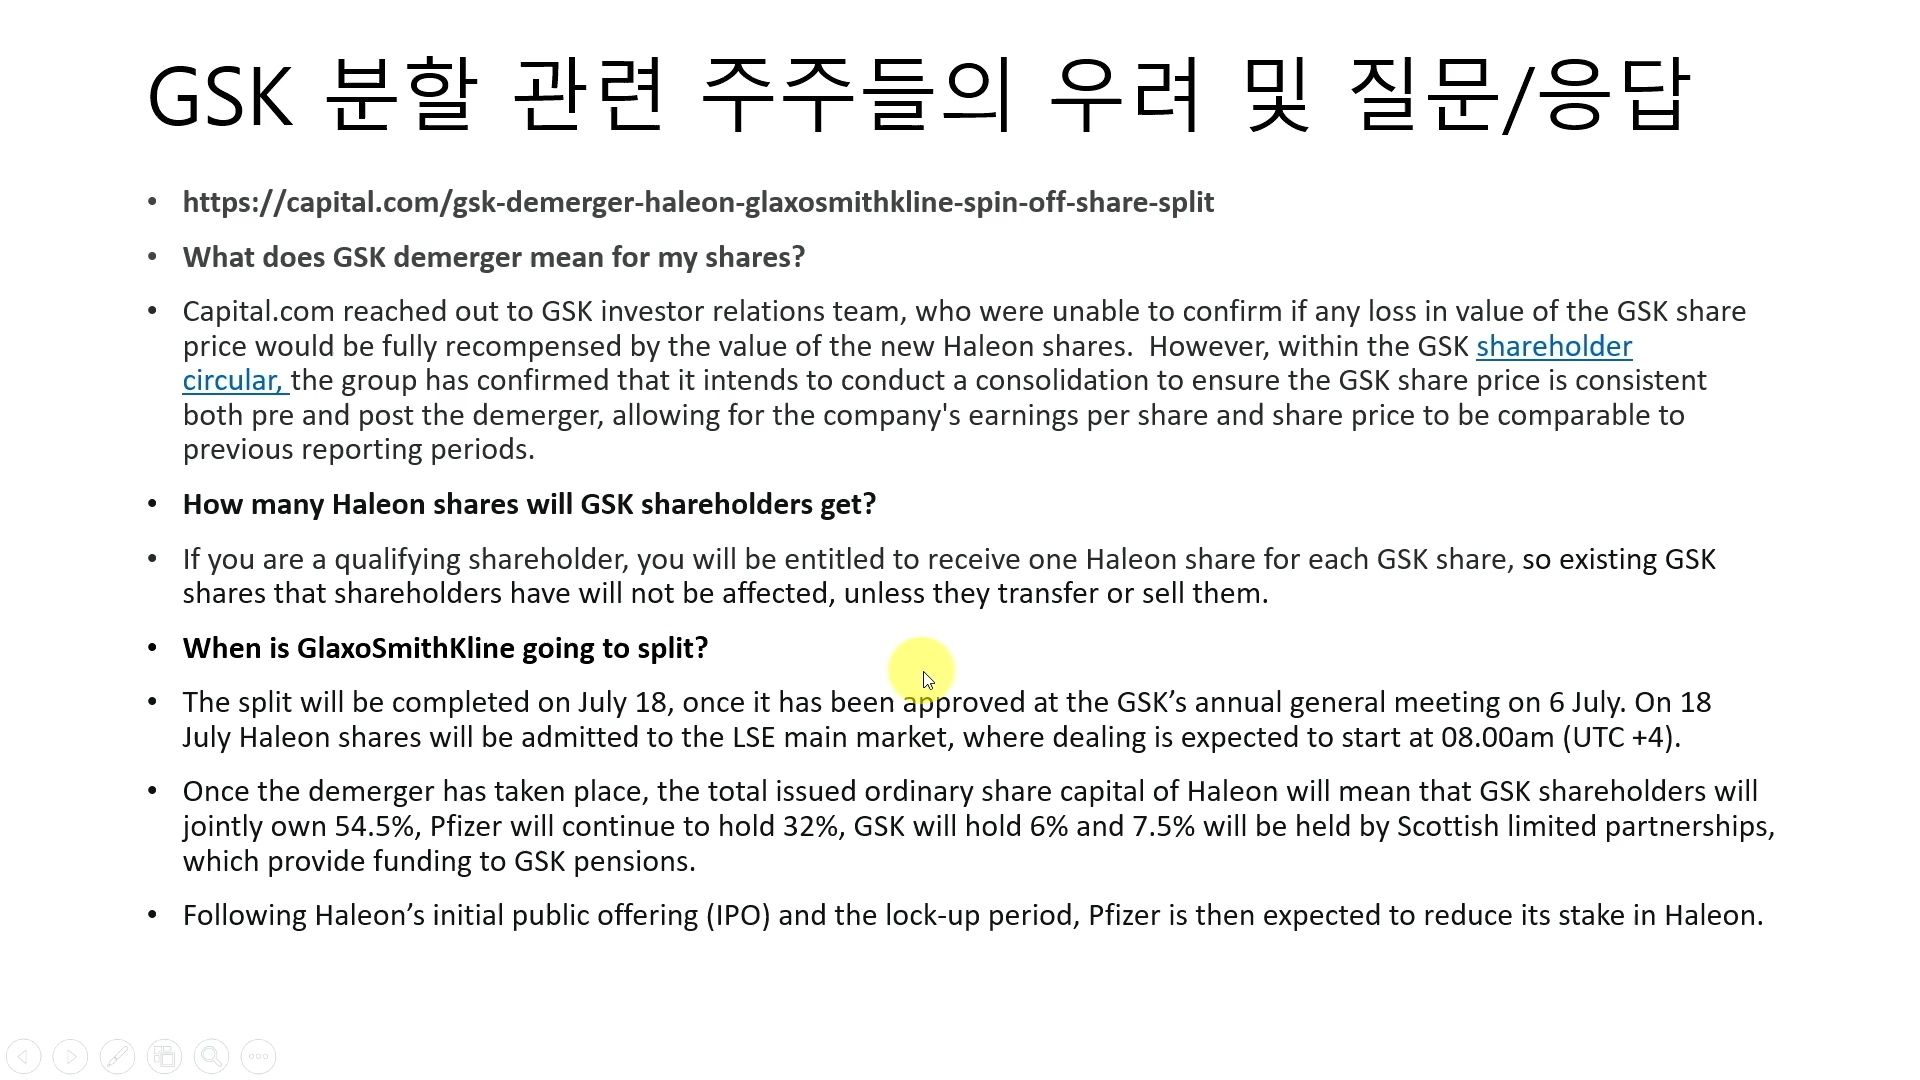 GSK 분할 관련 주주들의 우려 및 질문/응답
• https://capital.com/gsk-demerger-haleon-glaxosmithkline-spin-off-share-split
• What does GSK demerger mean for my shares?
• Capital.com reached out to GSK investor relations team, who were unable to confirm if any loss in value of the GSK share
price would be fully recompensed by the value of the new Haleon shares.  However, within the GSK shareholder
circular, the group has confirmed that it intends to conduct a consolidation to ensure the GSK share price is consistent
both pre and post the demerger, allowing for the company's earnings per share and share price to be comparable to
previous reporting periods.
• How many Haleon shares will GSK shareholders get?
• If you are a qualifying shareholder, you will be entitled to receive one Haleon share for each GSK share, so existing GSK
shares that shareholders have will not be affected, unless they transfer or sell them.
• When is GlaxoSmithKline going to split?
• The split will be completed on July 18, once it has been approved at the GSK’s annual general meeting on 6 July. On 18
July Haleon shares will be admitted to the LSE main market, where dealing is expected to start at 08.00am (UTC +4).
• Once the demerger has taken place, the total issued ordinary share capital of Haleon will mean that GSK shareholders will
jointly own 54.5%, Pfizer will continue to hold 32%, GSK will hold 6% and 7.5% will be held by Scottish limited partnerships,
which provide funding to GSK pensions.
• Following Haleon’s initial public offering (IPO) and the lock-up period, Pfizer is then expected to reduce its stake in Haleon.